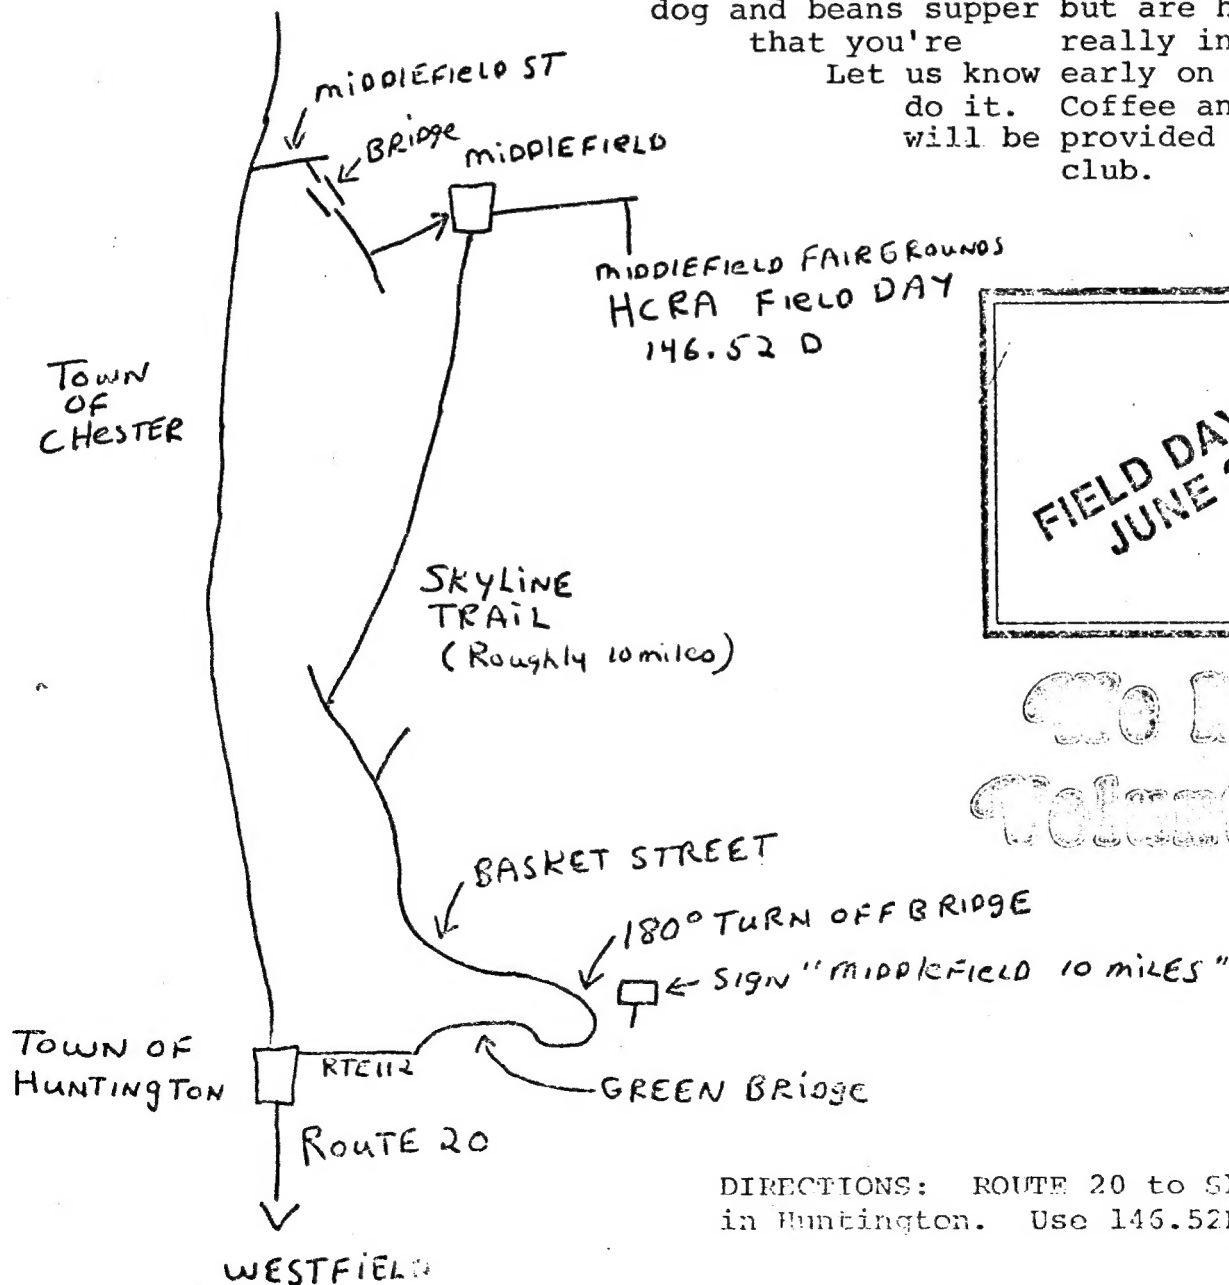 dog and beans supper but are h
that you're really in
Let us know early on
do it. Coffee an
will be provided
club.
MIDDLEFIELD ST
BRIDGE
MIDDLEFIELD
MIDDLEFIELD FAIRGROUNDS
HCRA FIELD DAY
146.52 D
TOWN
OF
CHESTER
FIELD DAY
JUNE
SKYLINE
TRAIL
(Roughly 10 miles)
To
Volun
BASKET STREET
180° TURN OFF BRIDGE
SIGN "MIDDLEFIELD 10 MILES"
TOWN OF
HUNTINGTON
RTE 112
GREEN BRIDGE
ROUTE 20
DIRECTIONS: ROUTE 20 to
in Huntington. Use 146.52
WESTFIELD